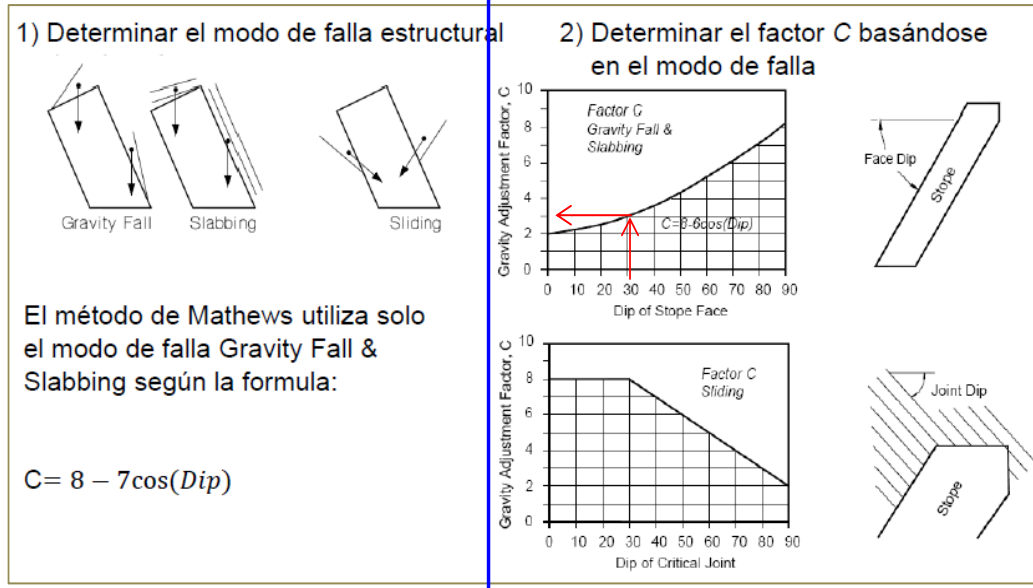 1) Determinar el modo de falla estructural
Gravity Fall
Slabbing
Sliding
El método de Mathews utiliza solo
el modo de falla Gravity Fall &
Slabbing según la formula:
C= 8 − 7cos(Dip)
2) Determinar el factor C basándose
en el modo de falla
Gravity Adjustment Factor, C
10
8
6
4
2
0
Factor C
Gravity Fall &
Slabbing
C=8-6cos(Dip)
0 10 20 30 40 50 60 70 80 90
Dip of Stope Face
Face Dip
Stope
Gravity Adjustment Factor, C
10
8
6
4
2
0
Factor C
Sliding
0 10 20 30 40 50 60 70 80 90
Dip of Critical Joint
Joint Dip
Stope